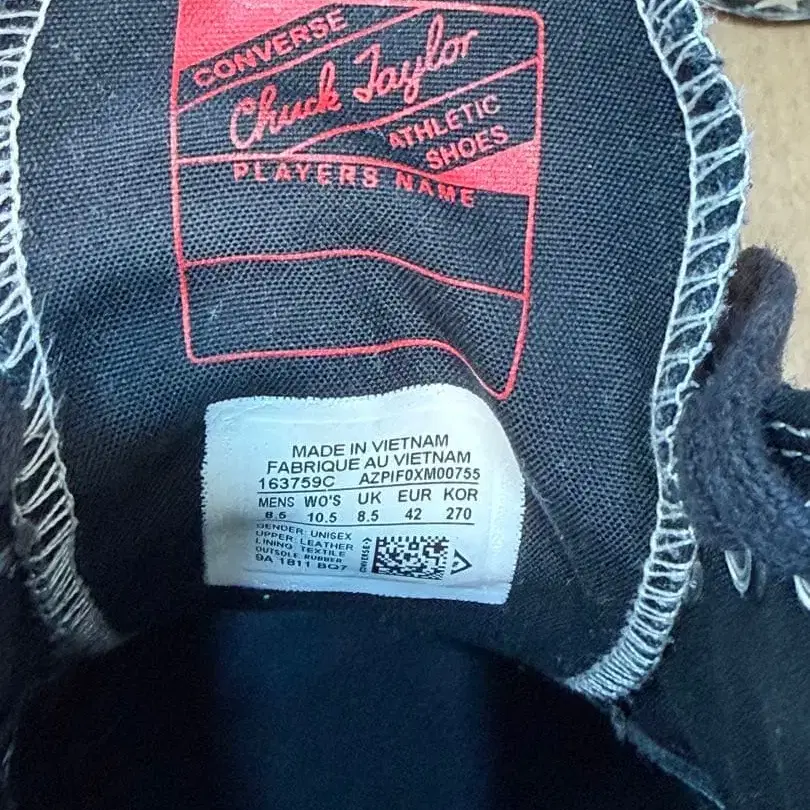 CONVERSE
Chuck Taylor
ATHLETIC
SHOES
PLAYERS NAME
MADE IN VIETNAM
FABRIQUE AU VIETNAM
163759C AZPIF0XM00755
MENS WO'S UK EUR KOR
8.5 10.5 8.5 42 270
GENDER: UNISEX
UPPER: LEATHER
LINING: TEXTILE
OUTSOLE: RUBBER
9A 1811 BQ7
CONVERSE